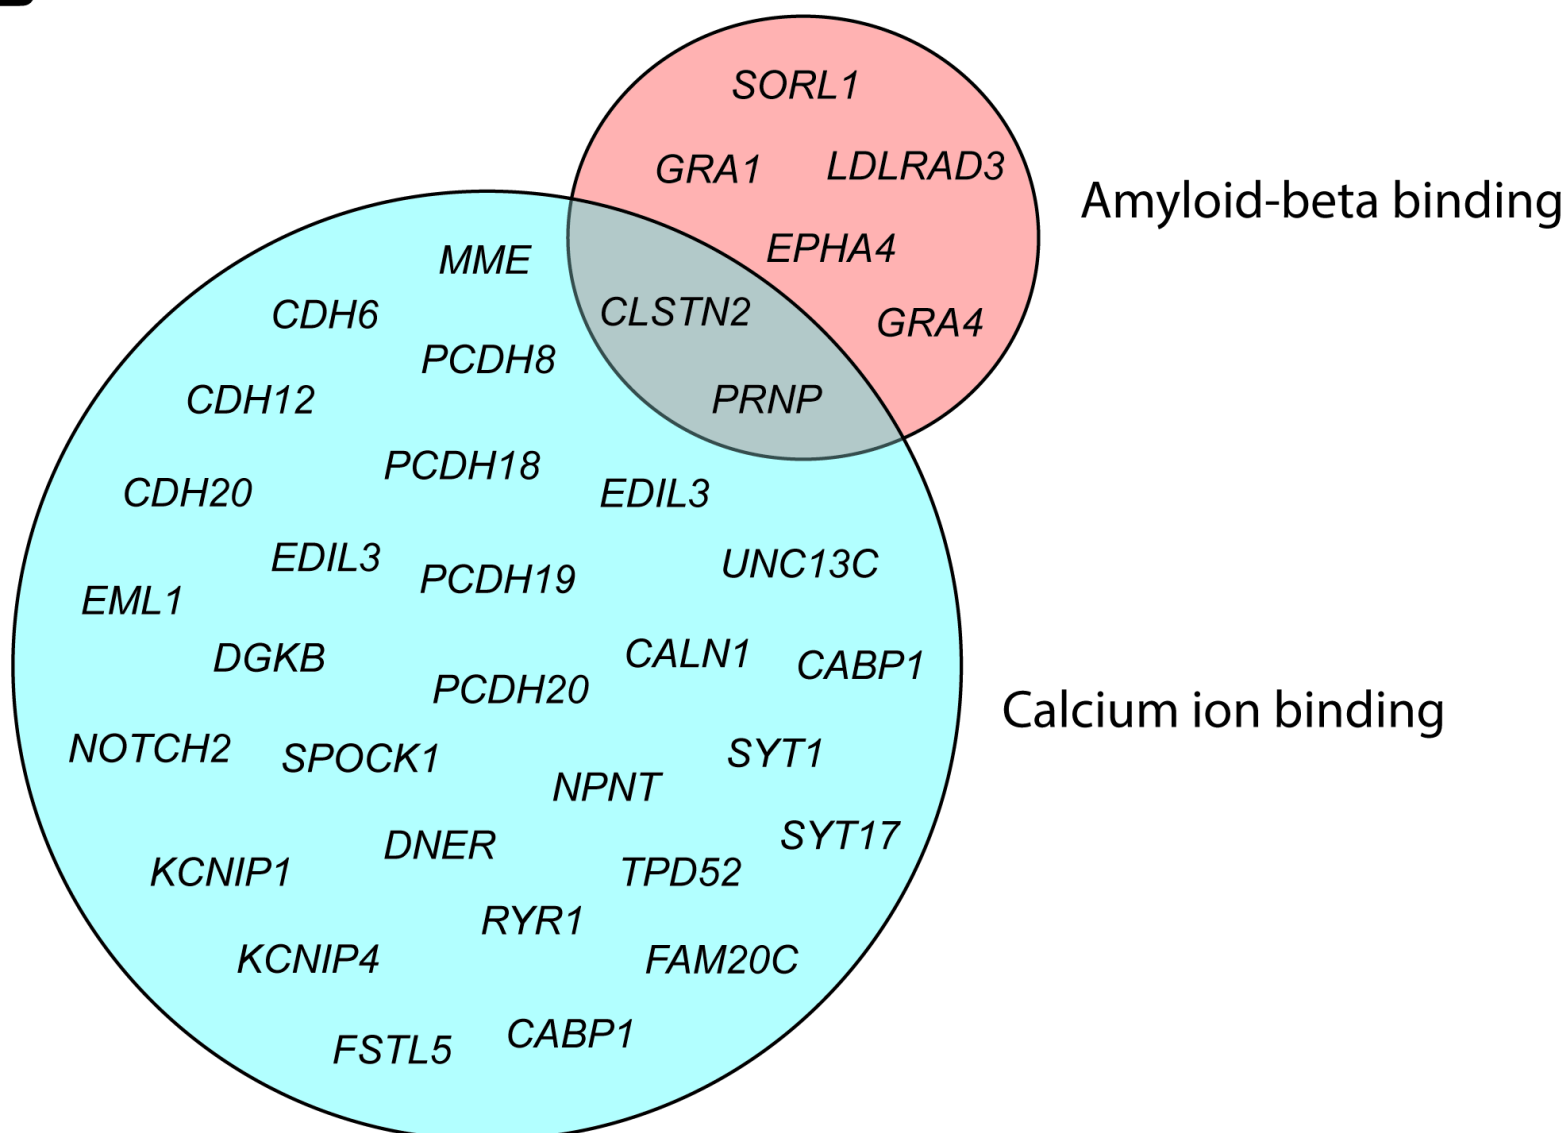 SORL1
GRA1
LDLRAD3
Amyloid-beta binding
EPHA4
MME
CLSTN2
GRA4
CDH6
PCDH8
CDH12
PRNP
PCDH18
CDH20
EDIL3
EDIL3
UNC13C
PCDH19
EML1
DGKB
CALN1
CABP1
PCDH20
Calcium ion binding
NOTCH2
SPOCK1
SYT1
NPNT
SYT17
DNER
KCNIP1
TPD52
RYR1
KCNIP4
FAM20C
CABP1
FSTL5